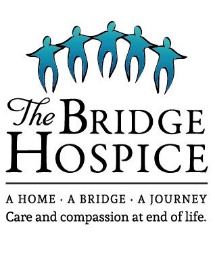 The BRIDGE
HOSPICE
A HOME · A BRIDGE · A JOURNEY
Care and compassion at end of life.